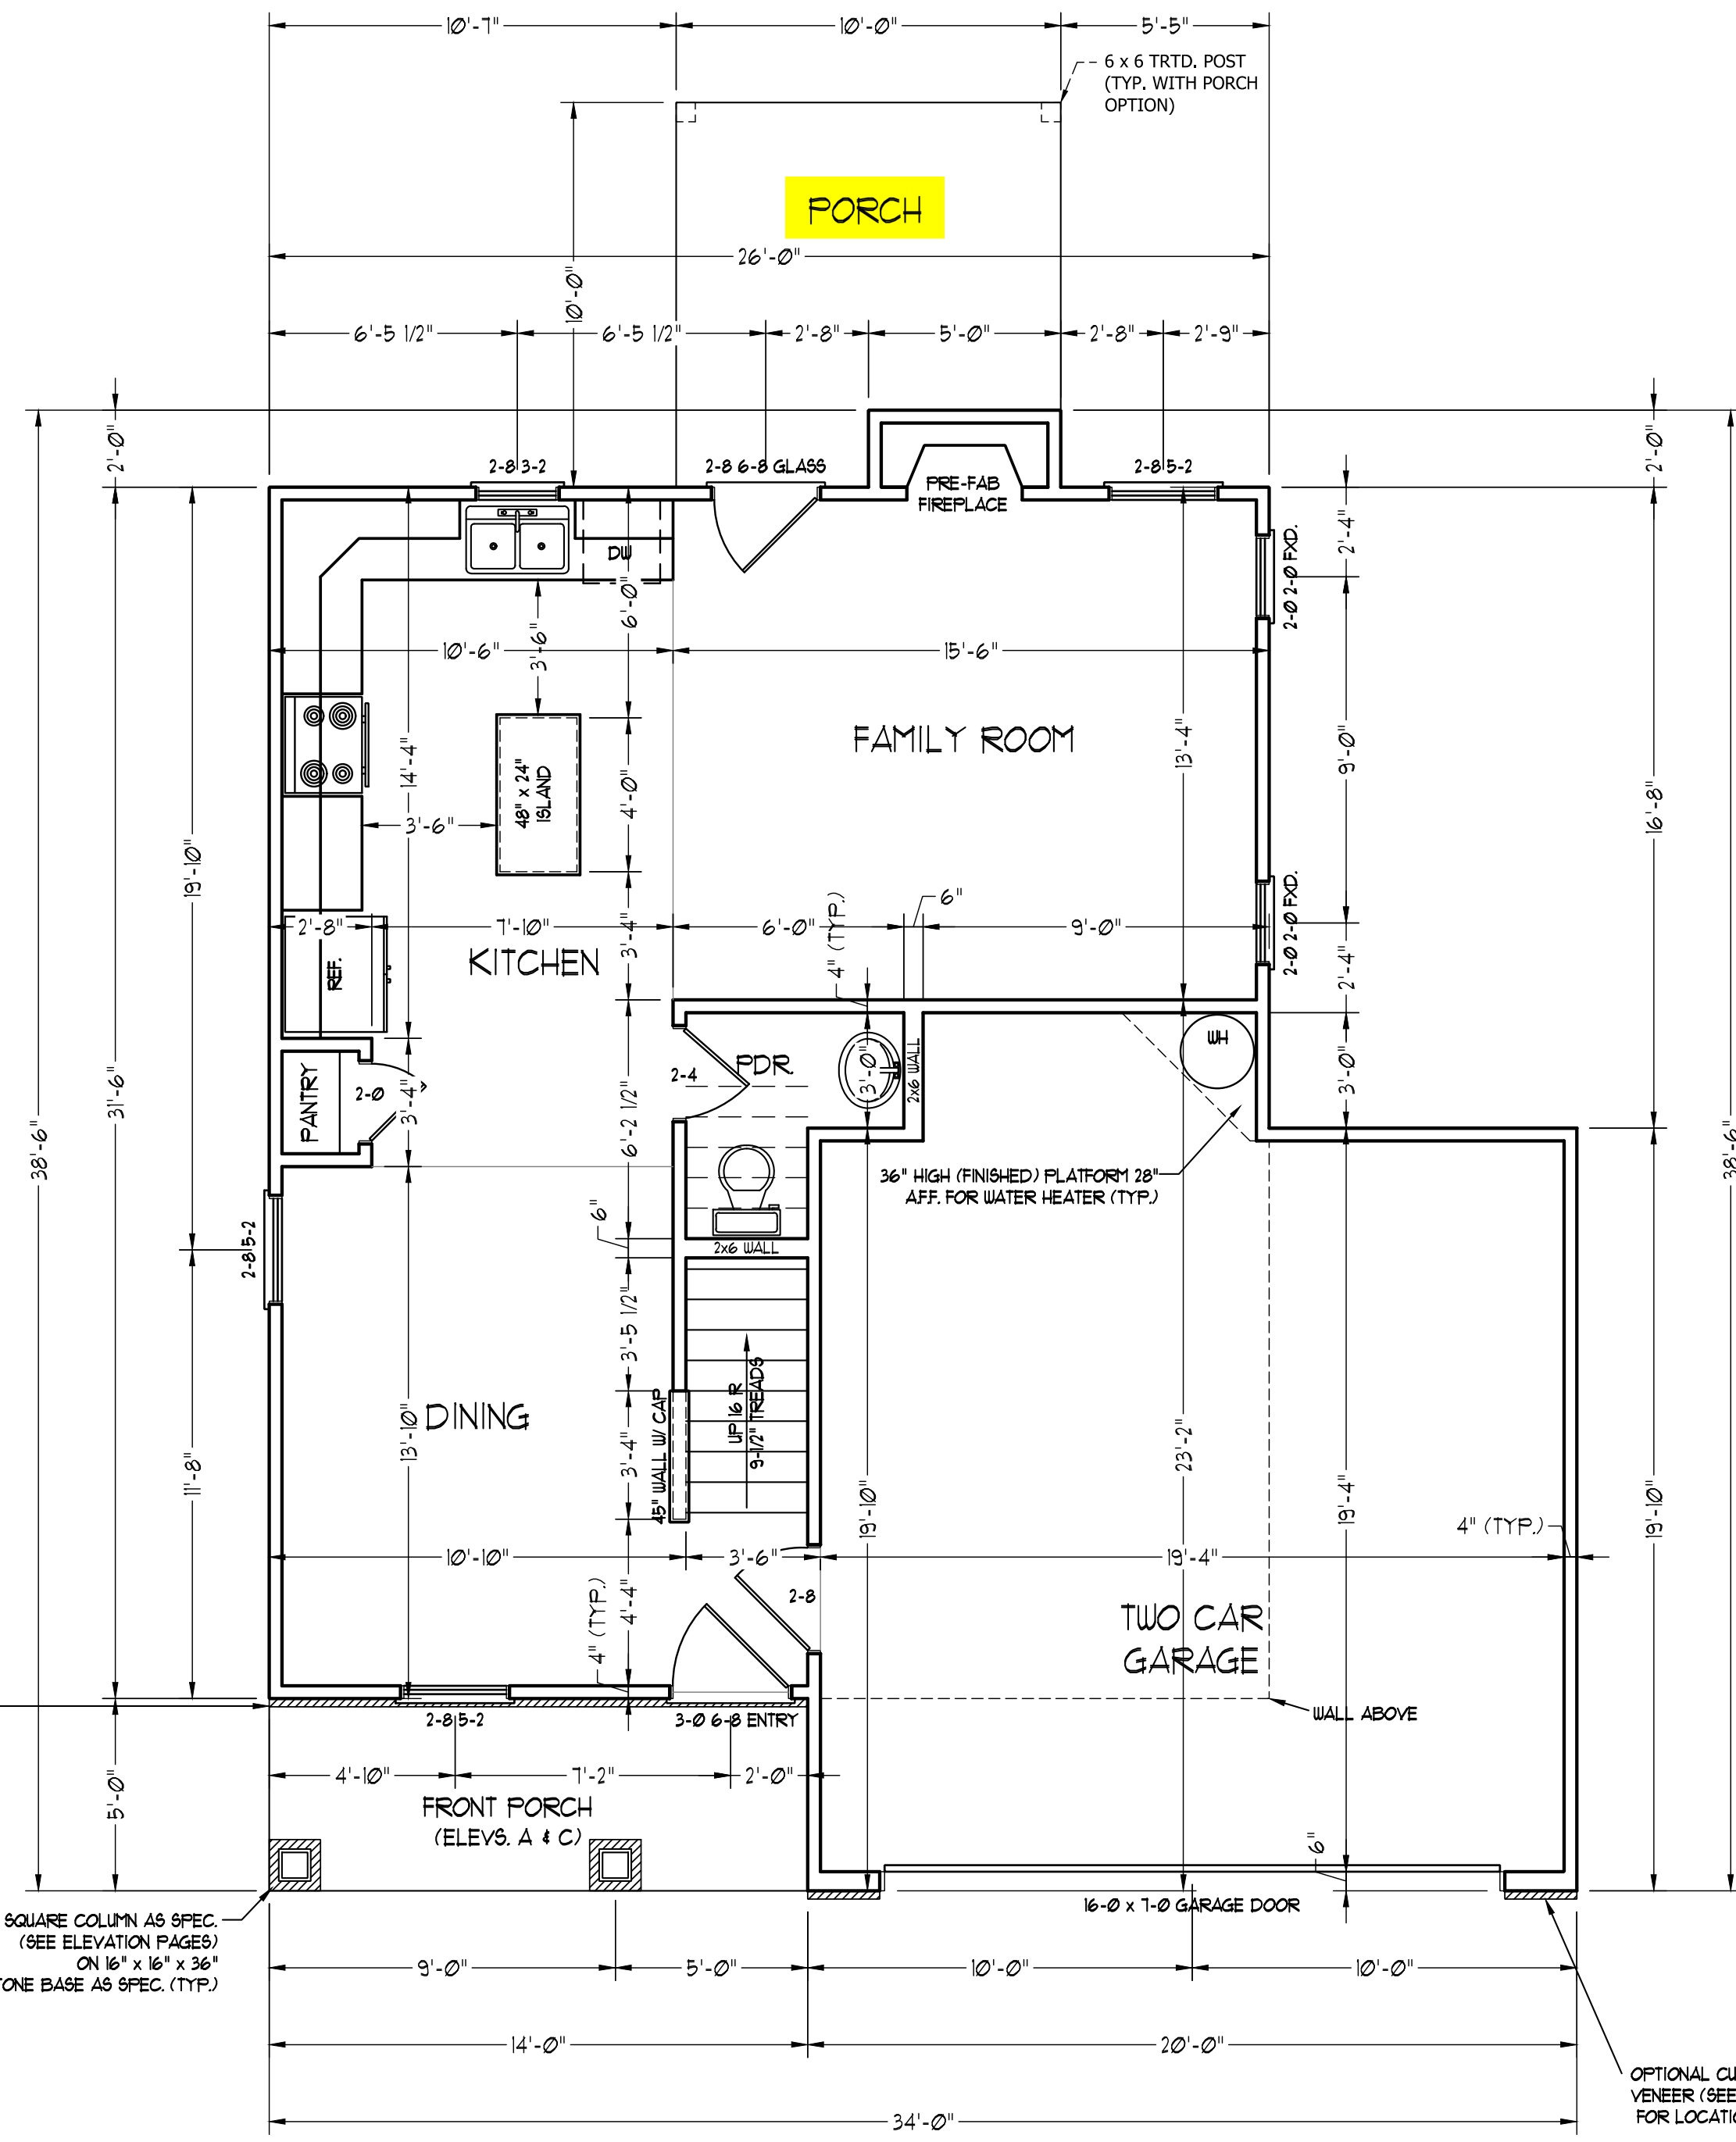 10'-7" 10'-0" 5'-5"
6 x 6 TRTD. POST
(TYP. WITH PORCH
OPTION)
PORCH
26'-0"
10'-0"
6'-5 1/2" 6'-5 1/2" 2'-8" 5'-0" 2'-8" 2'-9"
2'-0"
2'-0"
2-8 3-2
2-8 6-8 GLASS
PRE-FAB
FIREPLACE
2-8 5-2
2'-4"
2-0 2-0 FXD.
DW
6'-0"
3'-6"
10'-6"
15'-6"
FAMILY ROOM
14'-4"
13'-4"
9'-0"
48" x 24"
ISLAND
4'-0"
3'-6"
16'-8"
19'-10"
2'-8"
7'-10"
3'-4"
6'-0"
4" (TYP.)
6"
9'-0"
2-0 2-0 FXD.
2'-4"
KITCHEN
REF.
WH
PDR.
3'-0"
2x6 WALL
3'-0"
2-4
PANTRY
2-0
3'-4"
6'-2 1/2"
31'-6"
38'-6"
38'-6"
36" HIGH (FINISHED) PLATFORM 28"
A.F.F. FOR WATER HEATER (TYP.)
2-8 5-2
6"
2x6 WALL
3'-5 1/2"
DINING
13'-10"
45" WALL W/ CAP
3'-4"
UP 16 R
9-1/2" TREADS
11'-8"
23'-2"
19'-10"
19'-4"
19'-10"
4" (TYP.)
10'-10"
3'-6"
19'-4"
4" (TYP.)
4'-4"
2-8
TWO CAR
GARAGE
2-8 5-2
3-0 6-8 ENTRY
WALL ABOVE
5'-0"
4'-10" 7'-2" 2'-0"
FRONT PORCH
(ELEVS. A & C)
6"
16-0 x 7-0 GARAGE DOOR
SQUARE COLUMN AS SPEC.
(SEE ELEVATION PAGES)
ON 16" x 16" x 36"
BASE AS SPEC. (TYP.)
9'-0" 5'-0" 10'-0" 10'-0"
14'-0" 20'-0"
OPTIONAL
VENEER (SEE
FOR
34'-0"